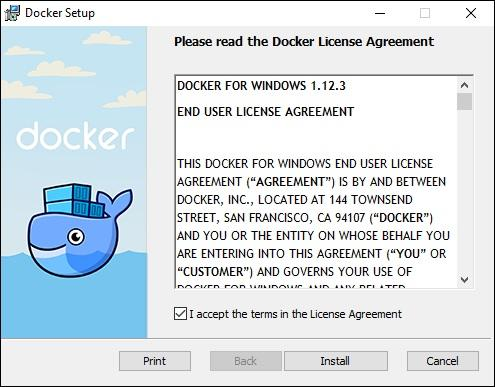 Docker Setup
Please read the Docker License Agreement
docker
DOCKER FOR WINDOWS 1.12.3
END USER LICENSE AGREEMENT
THIS DOCKER FOR WINDOWS END USER LICENSE
AGREEMENT (“AGREEMENT”) IS BY AND BETWEEN
DOCKER, INC., LOCATED AT 144 TOWNSEND
STREET, SAN FRANCISCO, CA 94107 (“DOCKER”)
AND YOU OR THE ENTITY ON WHOSE BEHALF YOU
ARE ENTERING INTO THIS AGREEMENT (“YOU” OR
“CUSTOMER”) AND GOVERNS YOUR USE OF
DOCKER FOR WINDOWS AND ANY RELATED
I accept the terms in the License Agreement
Print
Back
Install
Cancel